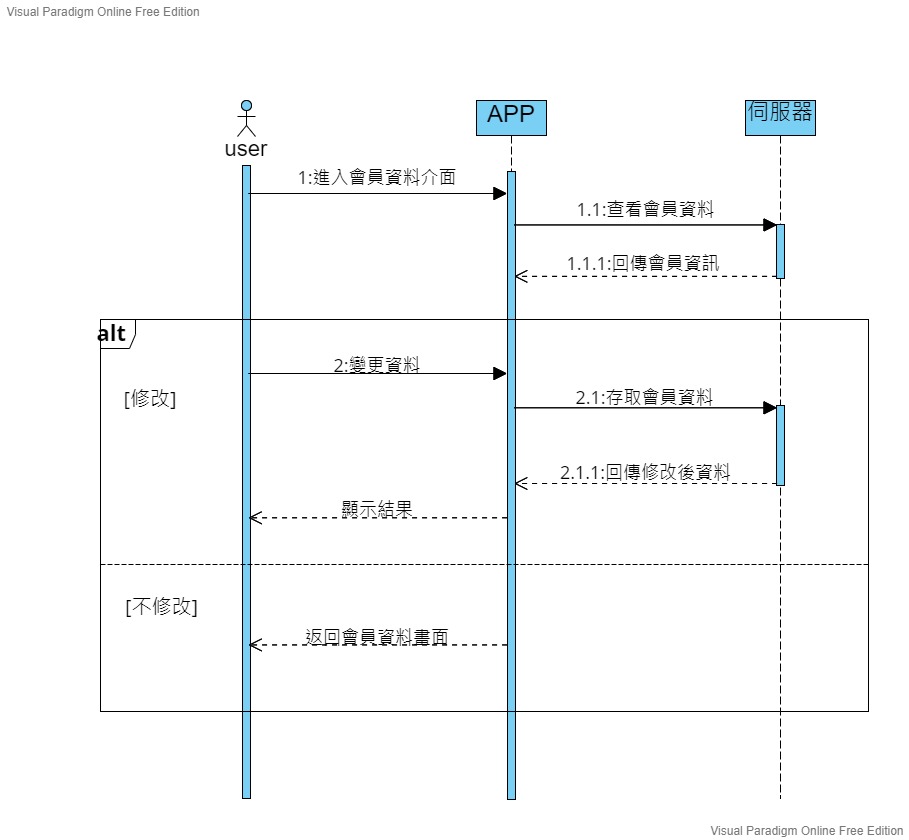 Visual Paradigm Online Free Edition
user
APP
伺服器
1:進入會員資料介面
1.1:查看會員資料
1.1.1:回傳會員資訊
alt
2:變更資料
[修改]
2.1:存取會員資料
2.1.1:回傳修改後資料
顯示結果
[不修改]
返回會員資料畫面
Visual Paradigm Online Free Edition